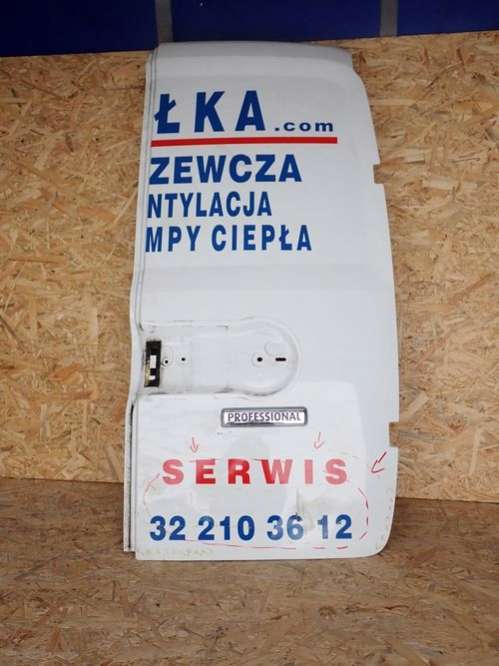 ŁKA.com
ZEWCZA
NTYLACJA
MPY CIEPŁA
PROFESSIONAL
SERWIS
32 210 36 12